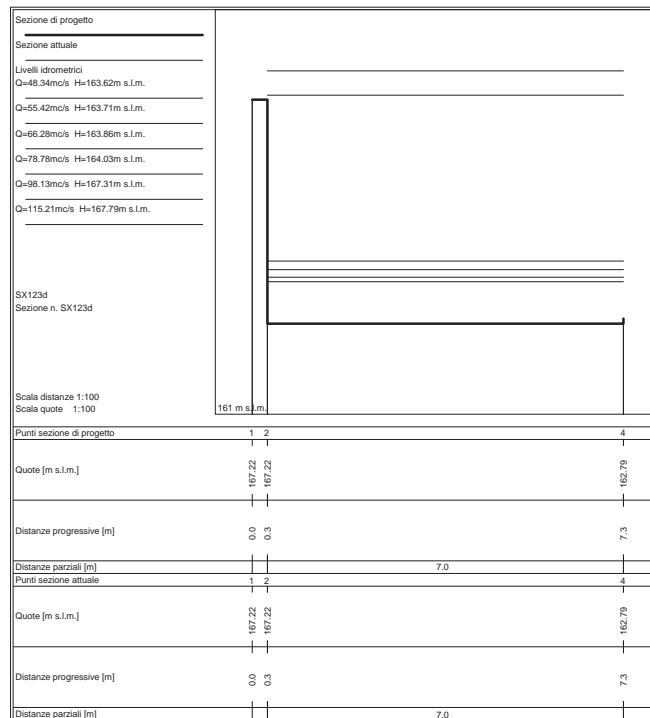 Sezione di progetto
Sezione attuale
Livelli idrometrici
Q=48.34mc/s H=163.62m s.l.m.
Q=55.42mc/s H=163.71m s.l.m.
Q=66.28mc/s H=163.86m s.l.m.
Q=78.78mc/s H=164.03m s.l.m.
Q=98.13mc/s H=167.31m s.l.m.
Q=115.21mc/s H=167.79m s.l.m.
SX123d
Sezione n. SX123d
Scala distanze 1:100
Scala quote 1:100
161 m s.l.m.
Punti sezione di progetto 1 2 4
Quote [m s.l.m.] 167.22 167.22 162.79
Distanze progressive [m] 0.0 0.3 7.3
Distanze parziali [m] 7.0
Punti sezione attuale 1 2 4
Quote [m s.l.m.] 167.22 167.22 162.79
Distanze progressive [m] 0.0 0.3 7.3
Distanze parziali [m] 7.0